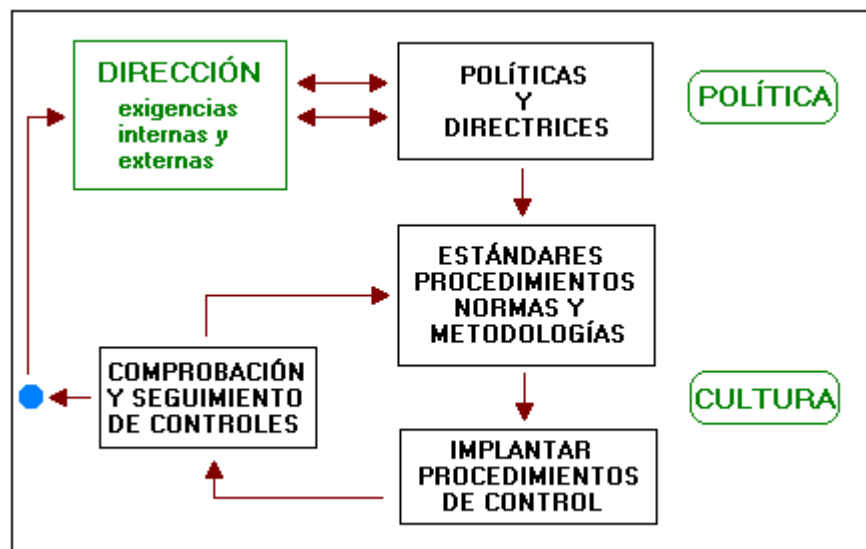 DIRECCIÓN
exigencias
internas y
externas
POLÍTICAS
Y
DIRECTRICES
POLÍTICA
ESTÁNDARES
PROCEDIMIENTOS
NORMAS Y
METODOLOGÍAS
COMPROBACIÓN
Y SEGUIMIENTO
DE CONTROLES
CULTURA
IMPLANTAR
PROCEDIMIENTOS
DE CONTROL